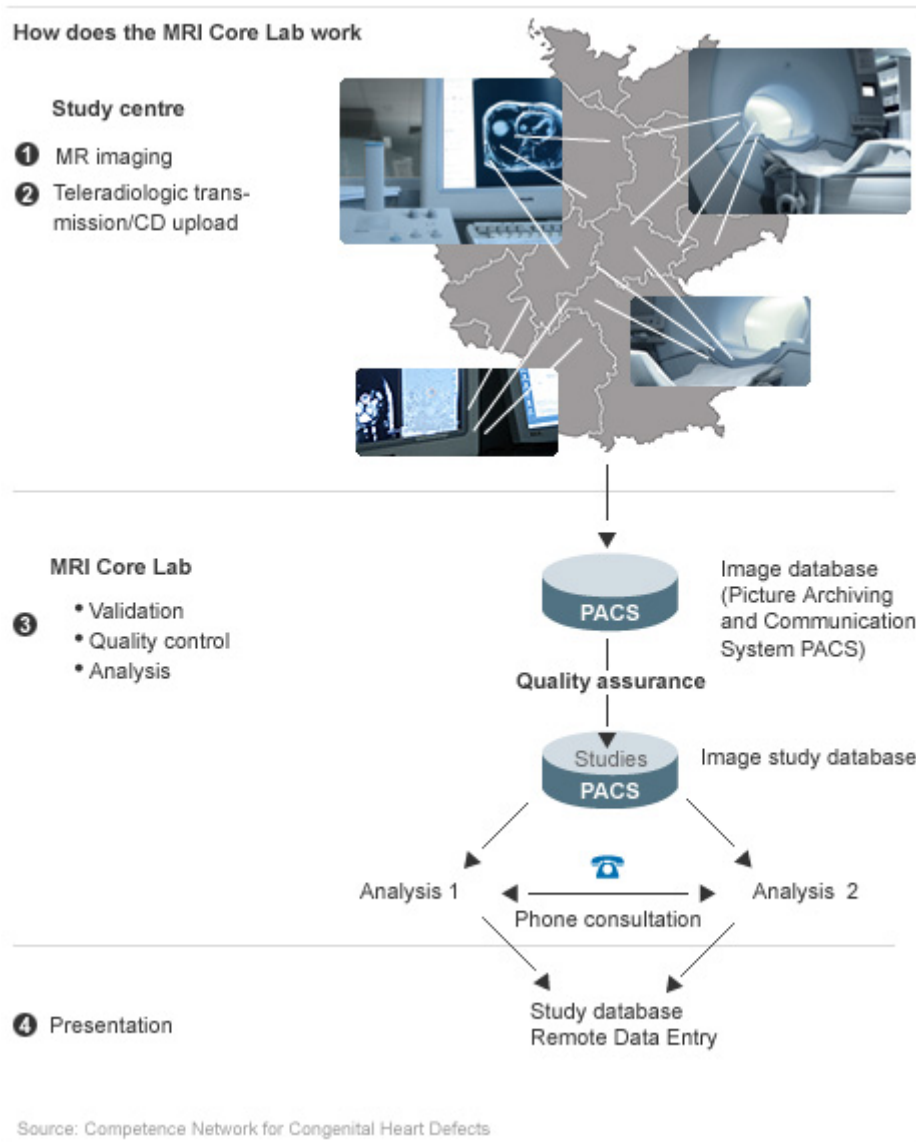 How does the MRI Core Lab work
Study centre
1 MR imaging
2 Teleradiologic trans-
mission/CD upload
MRI Core Lab
3
• Validation
• Quality control
• Analysis
PACS
Image database
(Picture Archiving
and Communication
System PACS)
Quality assurance
Studies
PACS
Image study database
Analysis 1
Phone consultation
Analysis 2
4 Presentation
Study database
Remote Data Entry
Source: Competence Network for Congenital Heart Defects